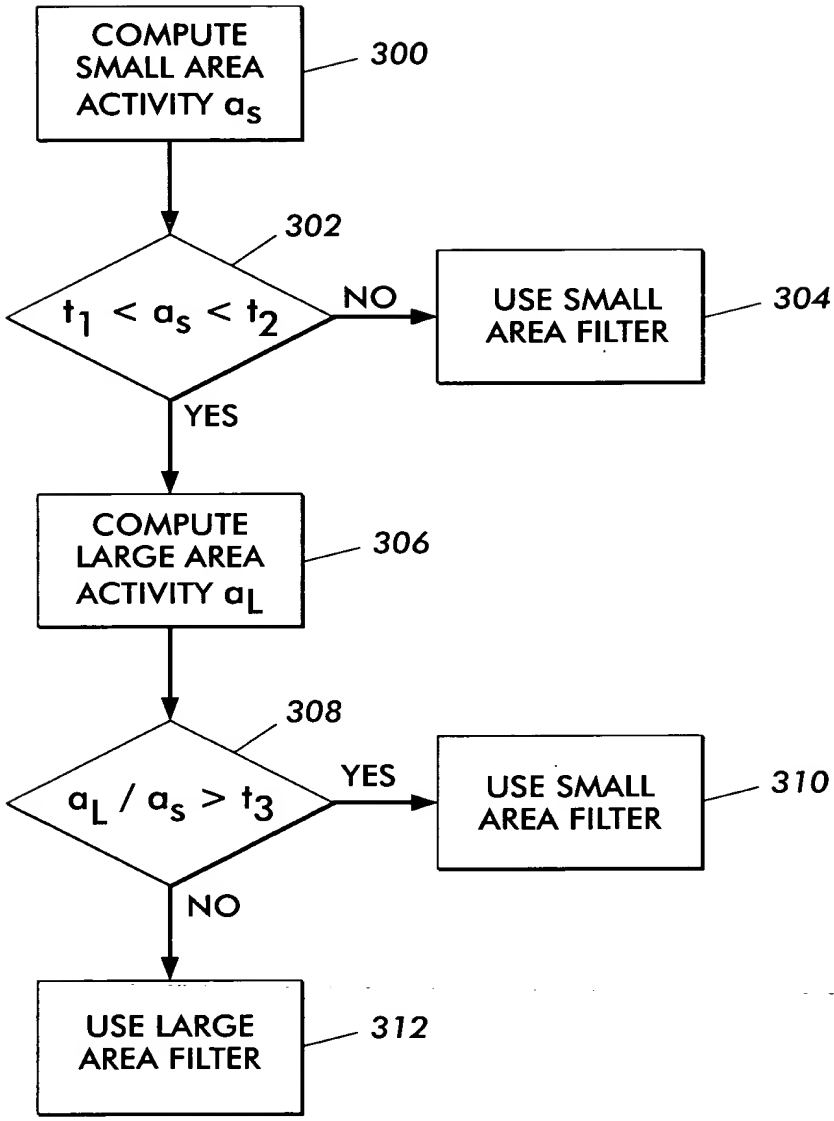 COMPUTE
SMALL AREA
ACTIVITY aS
300
302
t1 < aS < t2
NO
USE SMALL
AREA FILTER
304
YES
COMPUTE
LARGE AREA
ACTIVITY aL
306
308
aL / aS > t3
YES
USE SMALL
AREA FILTER
310
NO
USE LARGE
AREA FILTER
312